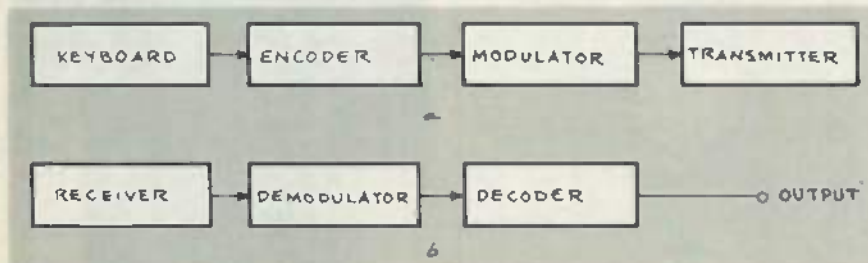 KEYBOARD ENCODER MODULATOR TRANSMITTER
a
RECEIVER DEMODULATOR DECODER OUTPUT
b